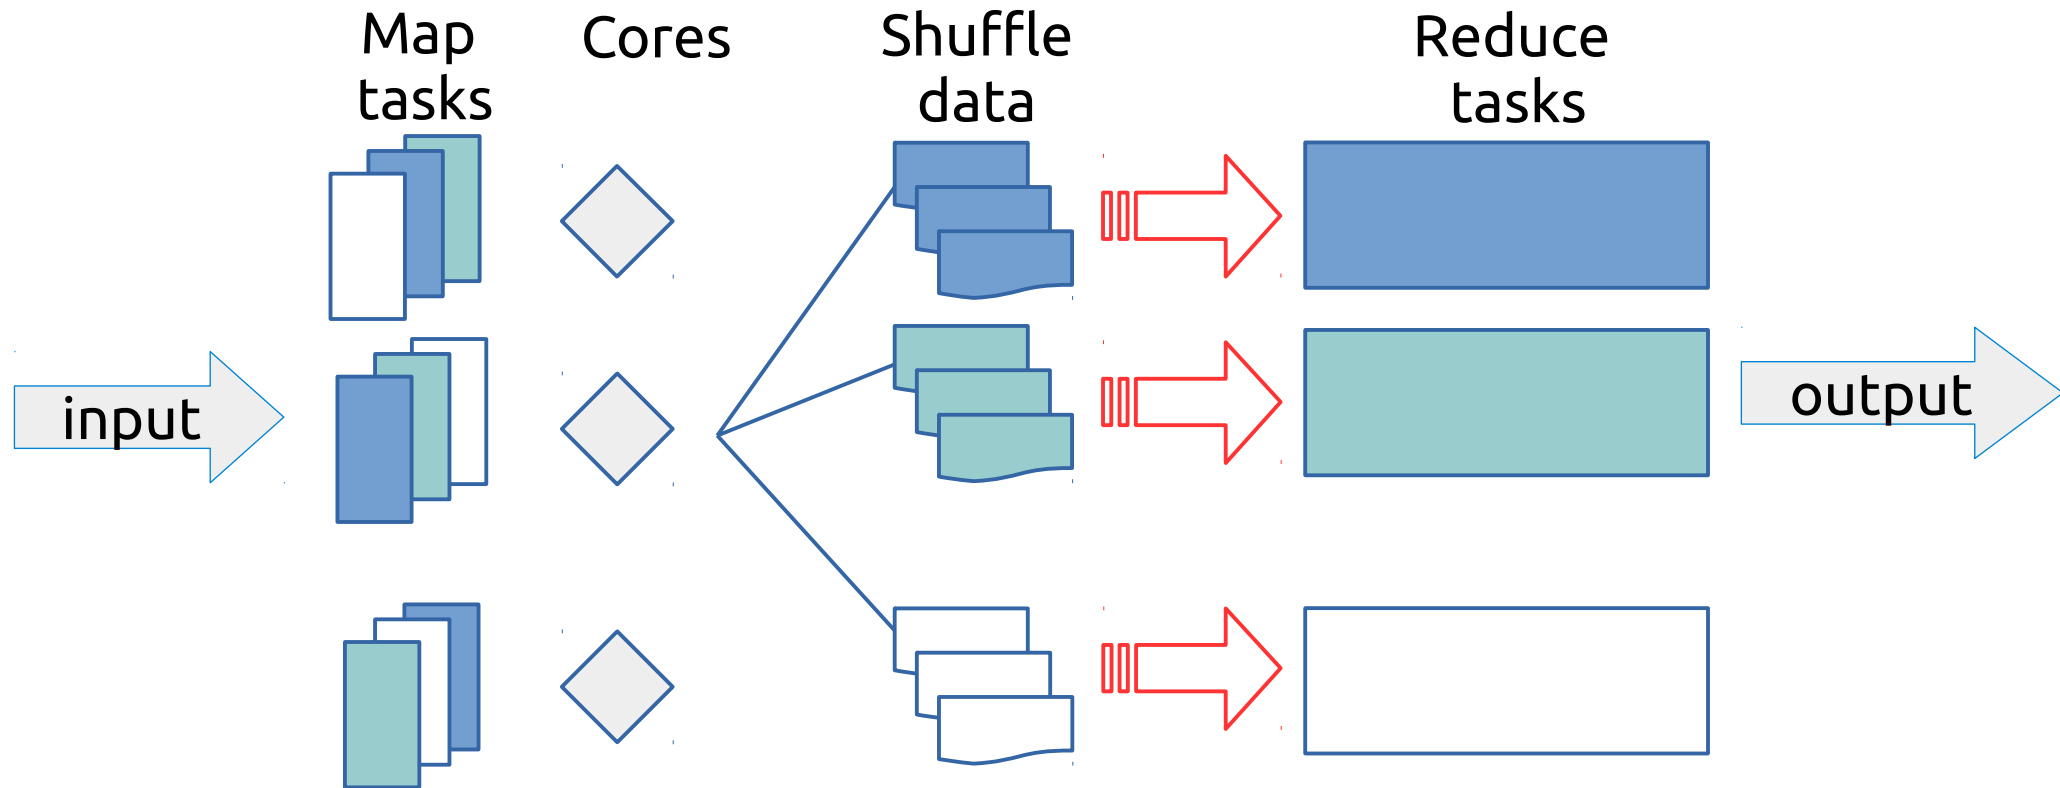 Map
tasks
Cores
Shuffle
data
Reduce
tasks
input
output